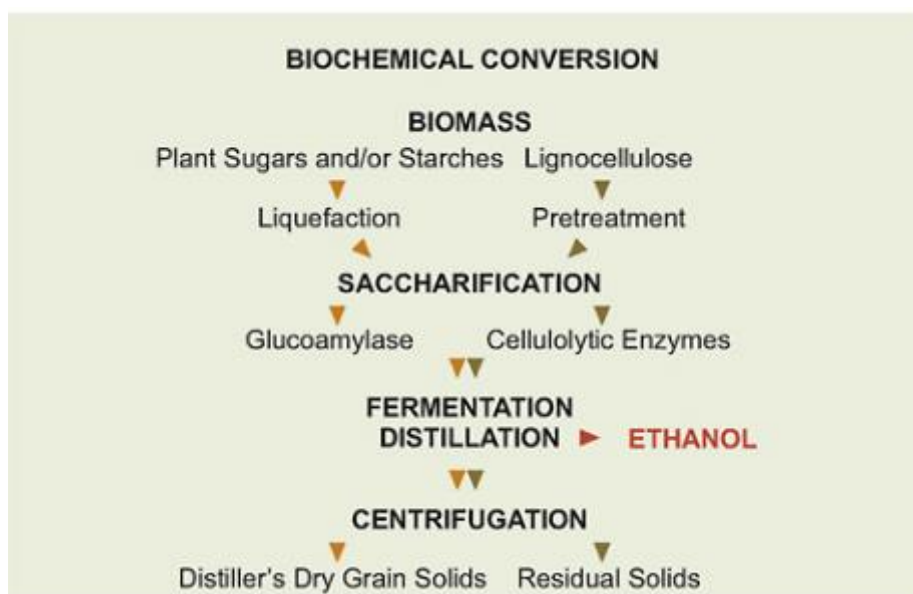 BIOCHEMICAL CONVERSION
BIOMASS
Plant Sugars and/or Starches Lignocellulose
Liquefaction Pretreatment
SACCHARIFICATION
Glucoamylase Cellulolytic Enzymes
FERMENTATION
DISTILLATION ETHANOL
CENTRIFUGATION
Distiller's Dry Grain Solids Residual Solids